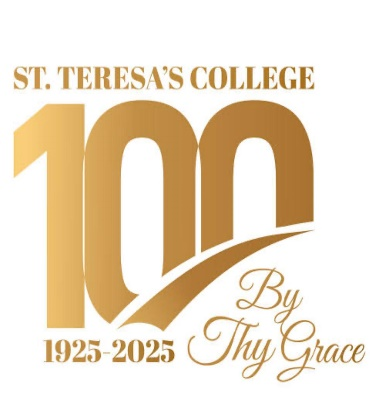 ST. TERESA'S COLLEGE
100
1925-2025
By
Thy Grace